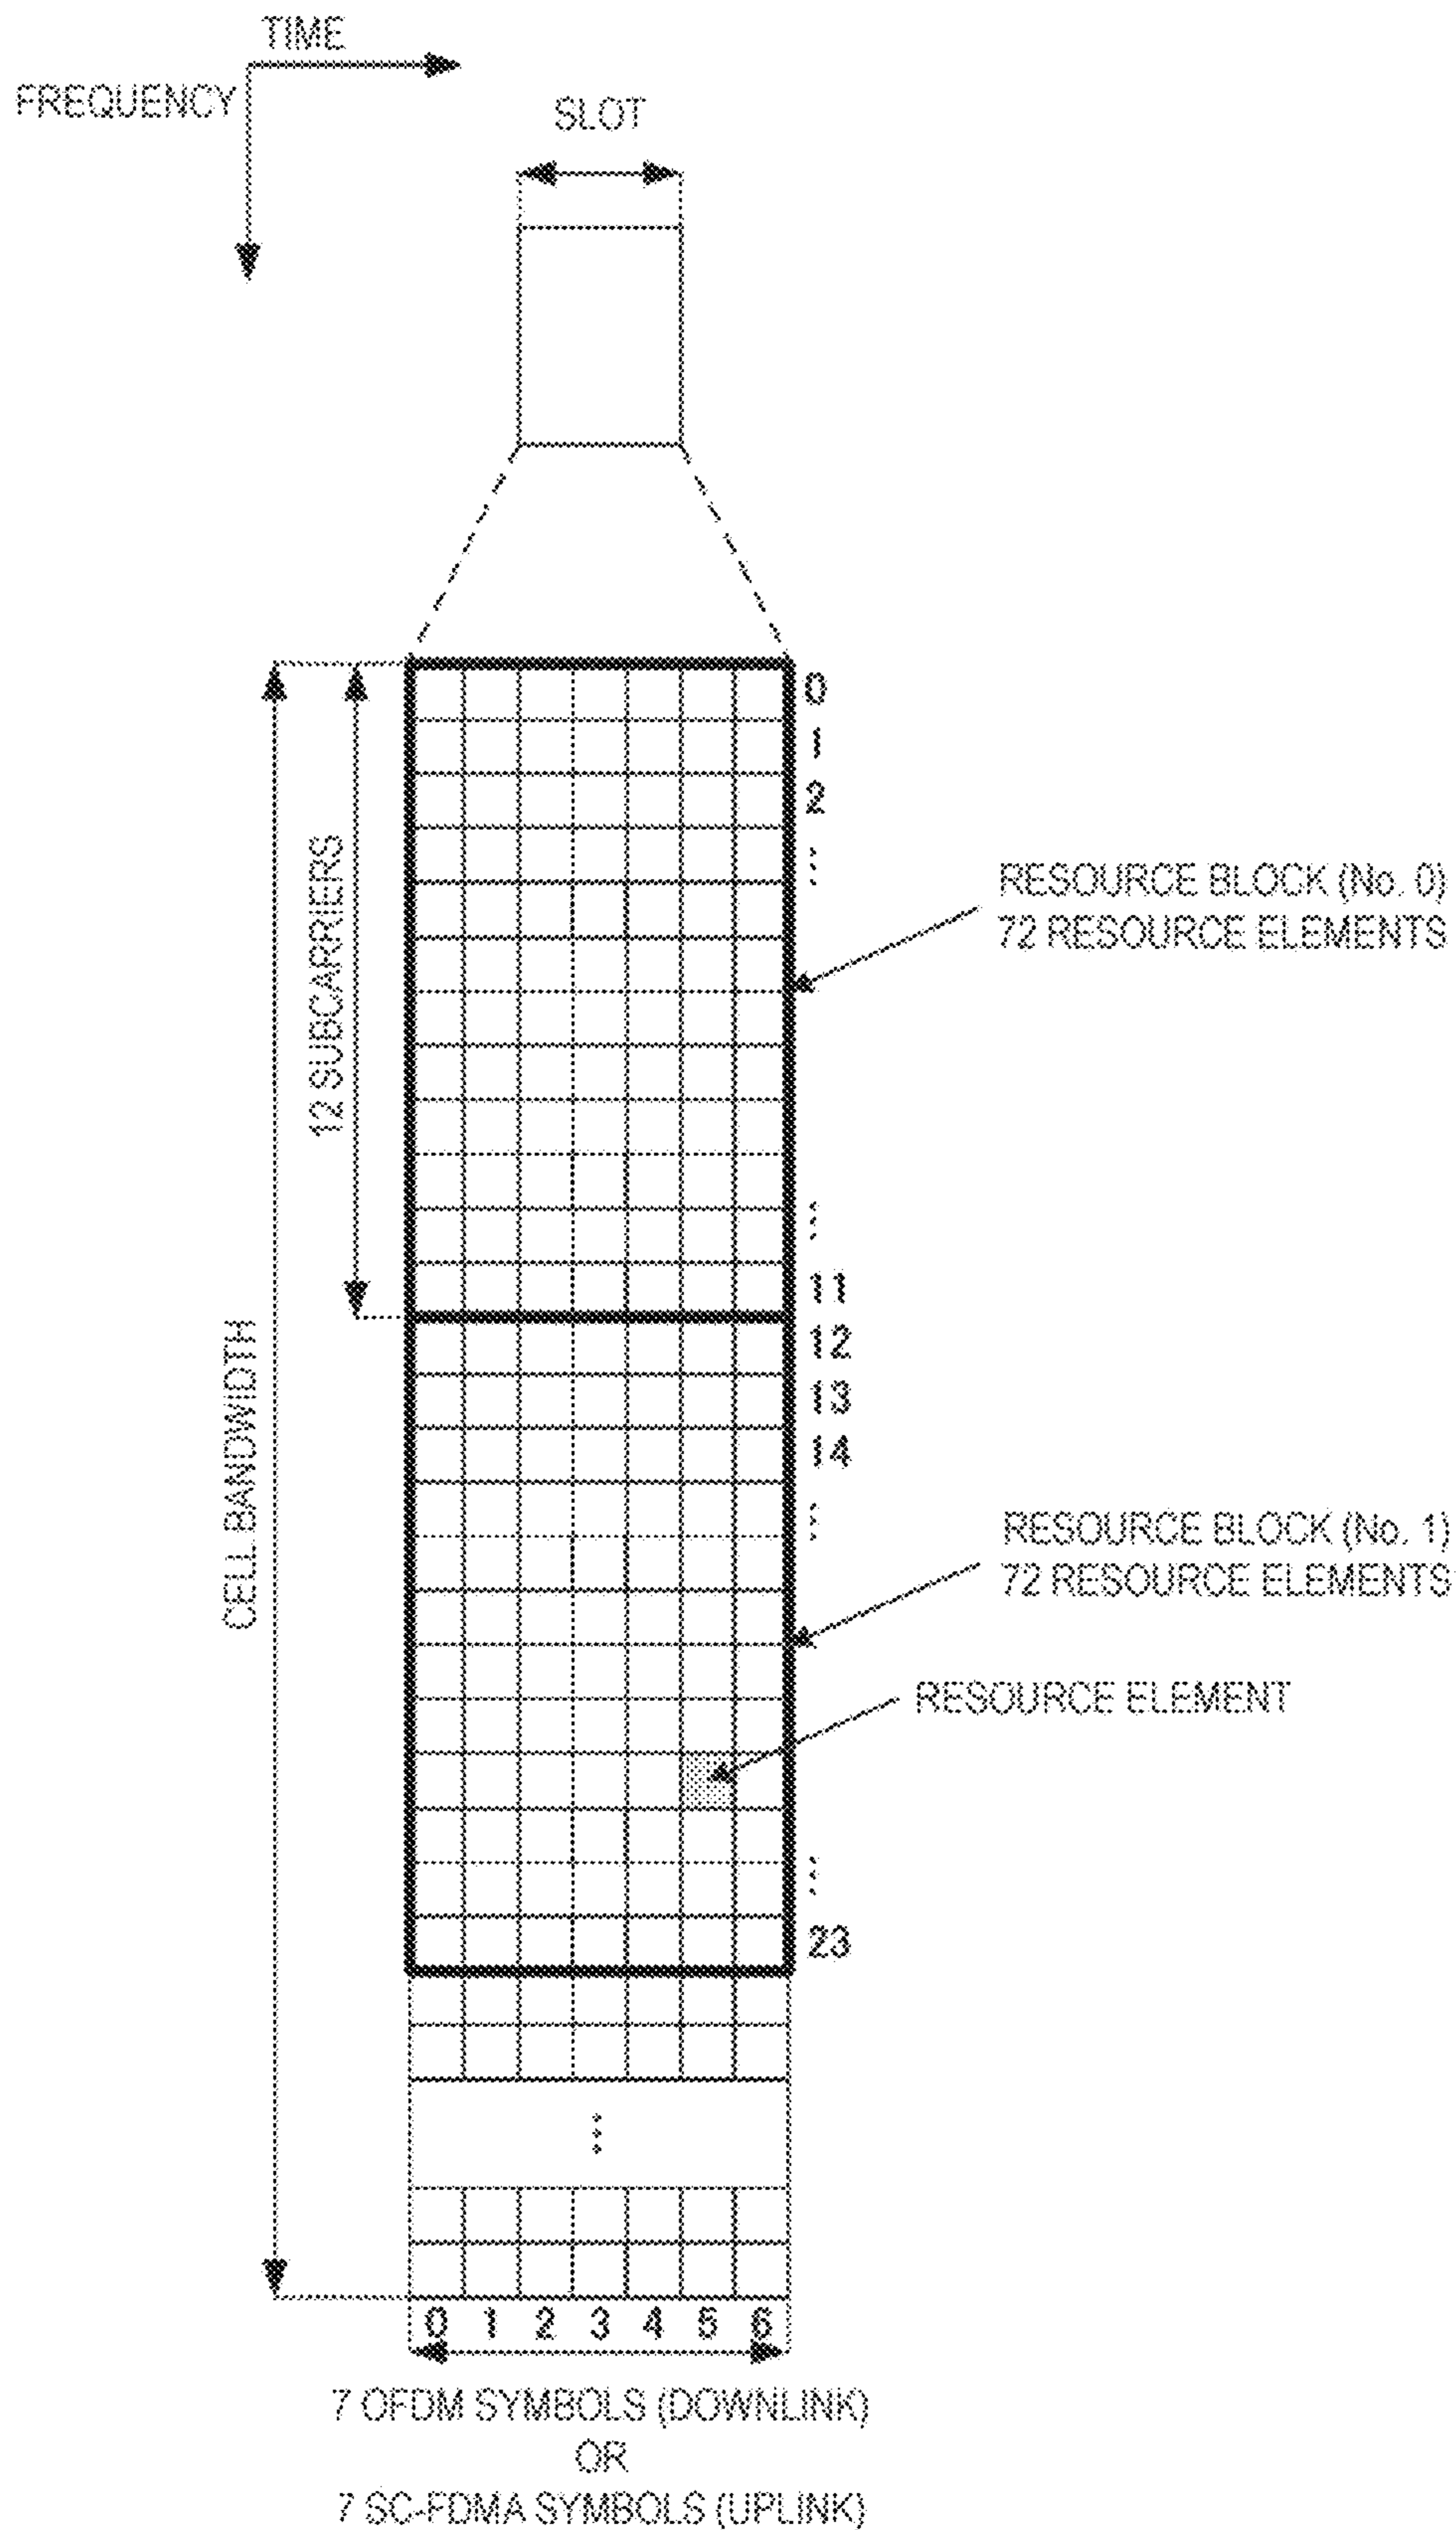 TIME
FREQUENCY
SLOT
0
1
2
⋮
RESOURCE BLOCK (No. 0)
72 RESOURCE ELEMENTS
12 SUBCARRIERS
⋮
11
12
13
14
CELL BANDWIDTH
⋮
RESOURCE BLOCK (No. 1)
72 RESOURCE ELEMENTS
RESOURCE ELEMENT
⋮
23
⋮
0 1 2 3 4 5 6
7 OFDM SYMBOLS (DOWNLINK)
OR
7 SC-FDMA SYMBOLS (UPLINK)